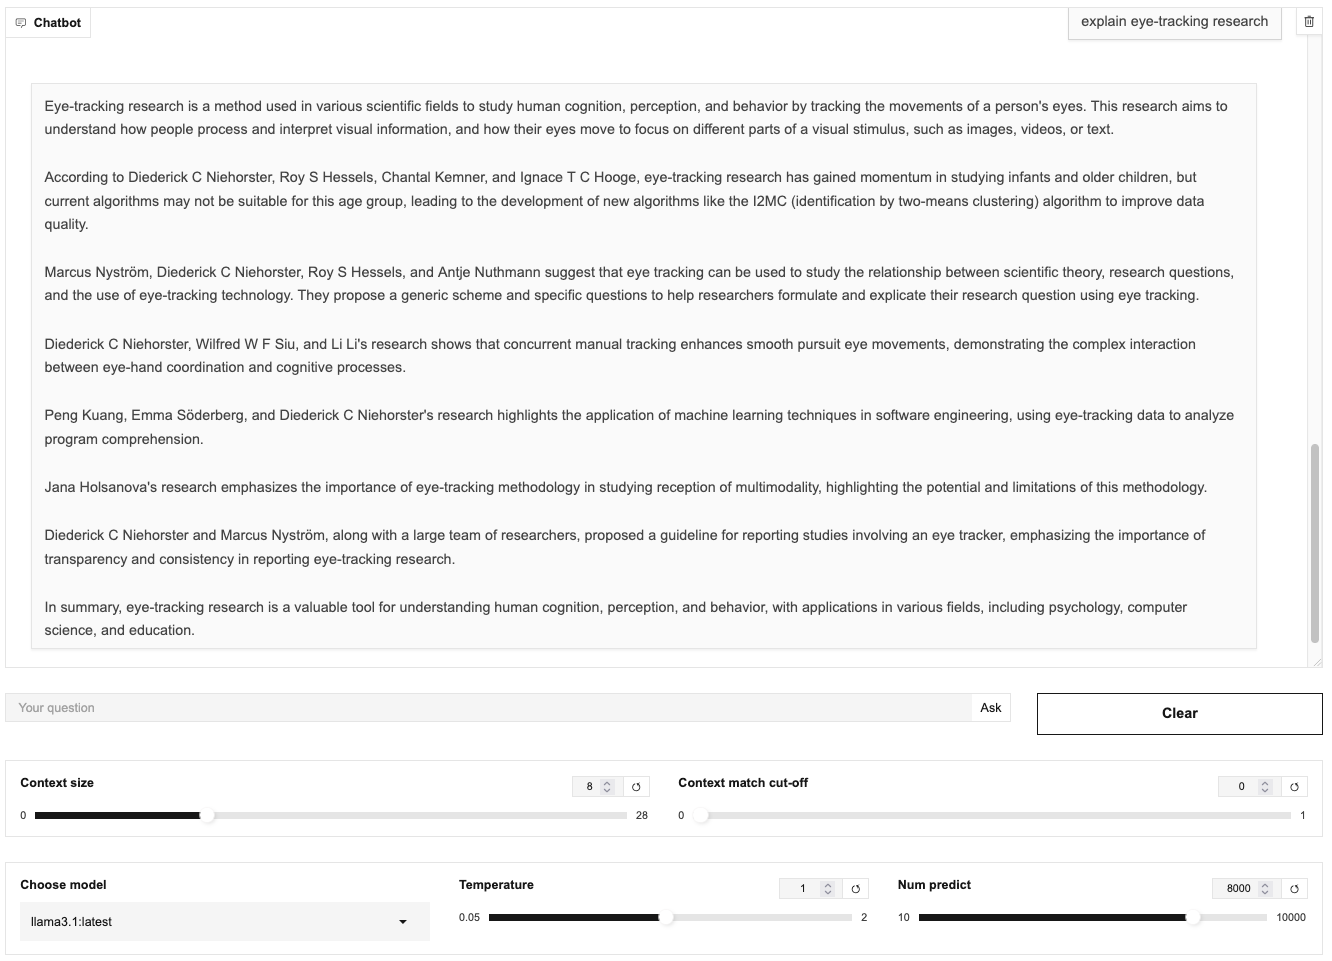 Chatbot
explain eye-tracking research
Eye-tracking research is a method used in various scientific fields to study human cognition, perception, and behavior by tracking the movements of a person's eyes. This research aims to
understand how people process and interpret visual information, and how their eyes move to focus on different parts of a visual stimulus, such as images, videos, or text.
According to Diederick C Niehorster, Roy S Hessels, Chantal Kemner, and Ignace T C Hooge, eye-tracking research has gained momentum in studying infants and older children, but
current algorithms may not be suitable for this age group, leading to the development of new algorithms like the I2MC (identification by two-means clustering) algorithm to improve data
quality.
Marcus Nyström, Diederick C Niehorster, Roy S Hessels, and Antje Nuthmann suggest that eye tracking can be used to study the relationship between scientific theory, research questions,
and the use of eye-tracking technology. They propose a generic scheme and specific questions to help researchers formulate and explicate their research question using eye tracking.
Diederick C Niehorster, Wilfred W F Siu, and Li Li's research shows that concurrent manual tracking enhances smooth pursuit eye movements, demonstrating the complex interaction
between eye-hand coordination and cognitive processes.
Peng Kuang, Emma Söderberg, and Diederick C Niehorster's research highlights the application of machine learning techniques in software engineering, using eye-tracking data to analyze
program comprehension.
Jana Holsanova's research emphasizes the importance of eye-tracking methodology in studying reception of multimodality, highlighting the potential and limitations of this methodology.
Diederick C Niehorster and Marcus Nyström, along with a large team of researchers, proposed a guideline for reporting studies involving an eye tracker, emphasizing the importance of
transparency and consistency in reporting eye-tracking research.
In summary, eye-tracking research is a valuable tool for understanding human cognition, perception, and behavior, with applications in various fields, including psychology, computer
science, and education.
Your question
Ask
Clear
Context size
8
0
28
Context match cut-off
0
0
1
Choose model
llama3.1:latest
Temperature
1
0.05
2
Num predict
8000
10
10000